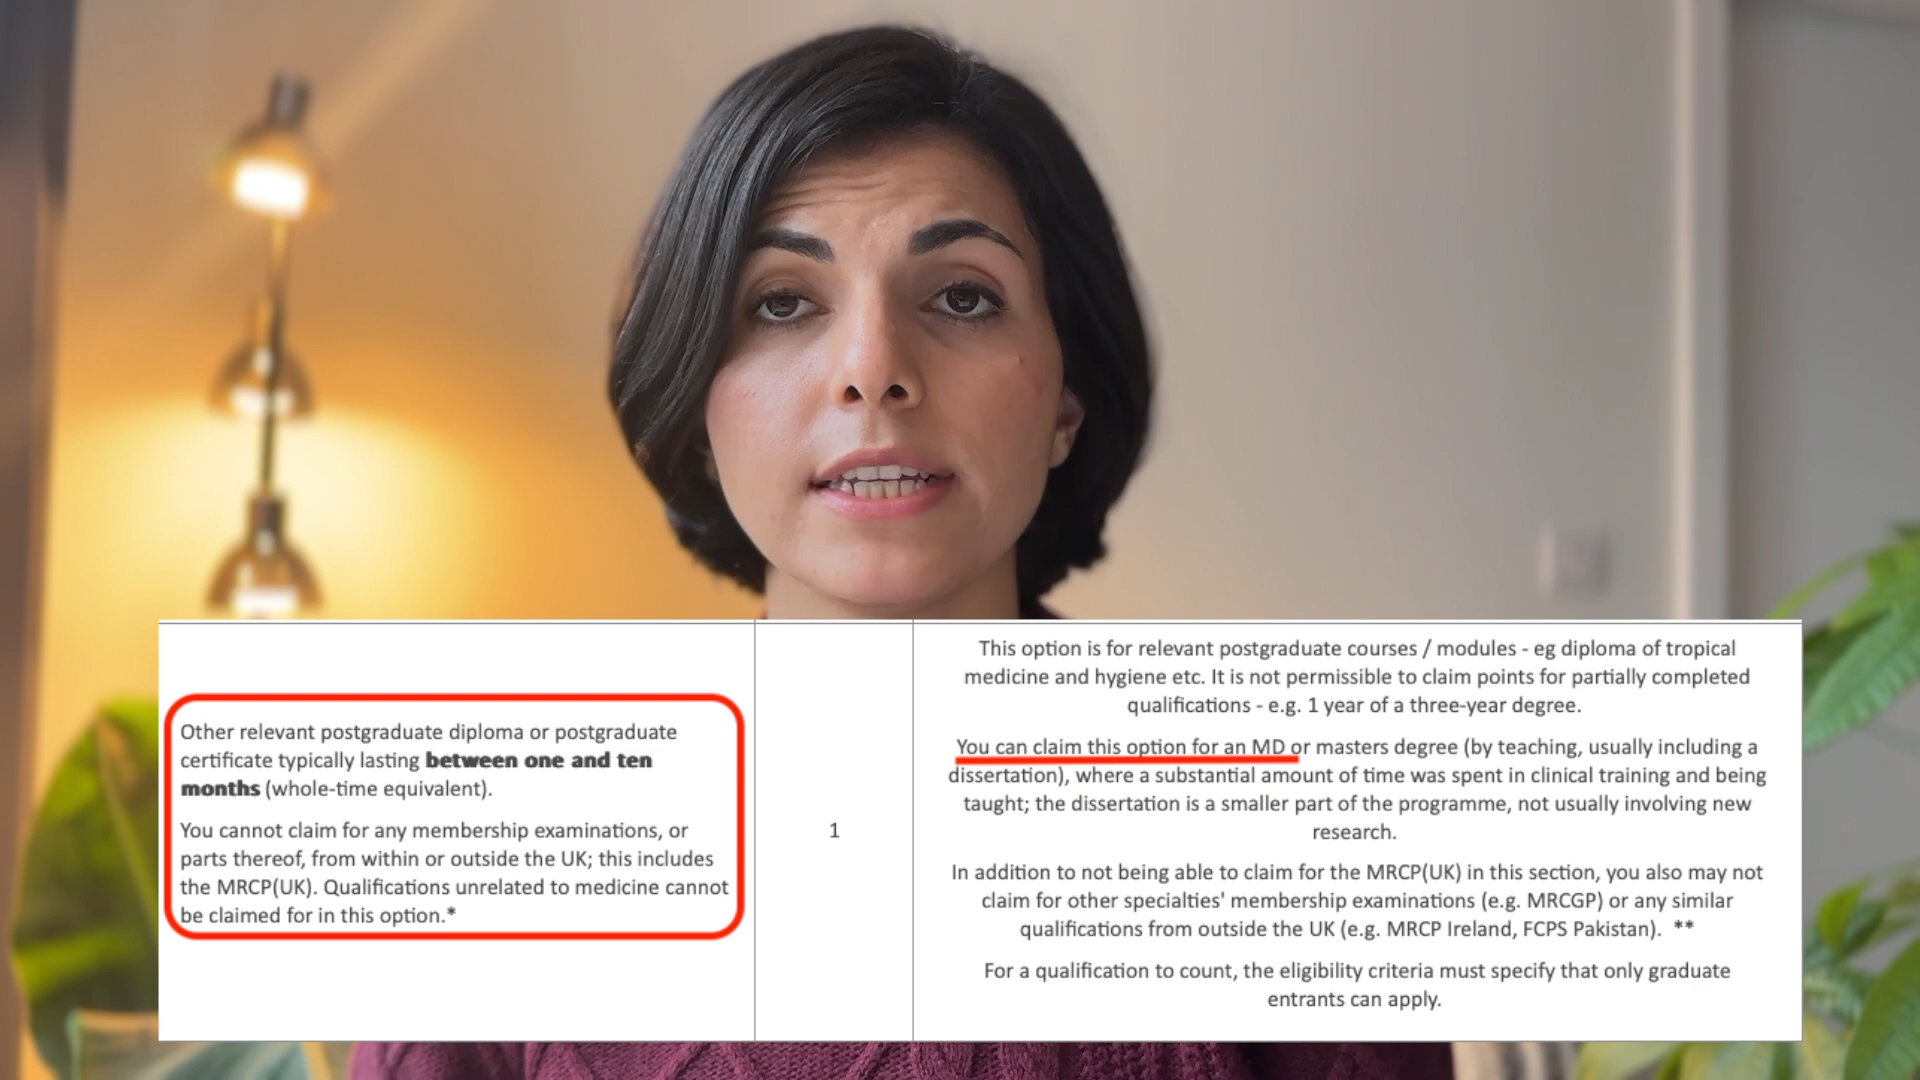 Other relevant postgraduate diploma or postgraduate
certificate typically lasting between one and ten
months (whole-time equivalent).
You cannot claim for any membership examinations, or
parts thereof, from within or outside the UK; this includes
the MRCP(UK). Qualifications unrelated to medicine cannot
be claimed for in this option.*
1
This option is for relevant postgraduate courses / modules - eg diploma of tropical
medicine and hygiene etc. It is not permissible to claim points for partially completed
qualifications - e.g. 1 year of a three-year degree.
You can claim this option for an MD or masters degree (by teaching, usually including a
dissertation), where a substantial amount of time was spent in clinical training and being
taught; the dissertation is a smaller part of the programme, not usually involving new
research.
In addition to not being able to claim for the MRCP(UK) in this section, you also may not
claim for other specialties' membership examinations (e.g. MRCGP) or any similar
qualifications from outside the UK (e.g. MRCP Ireland, FCPS Pakistan). **
For a qualification to count, the eligibility criteria must specify that only graduate
entrants can apply.